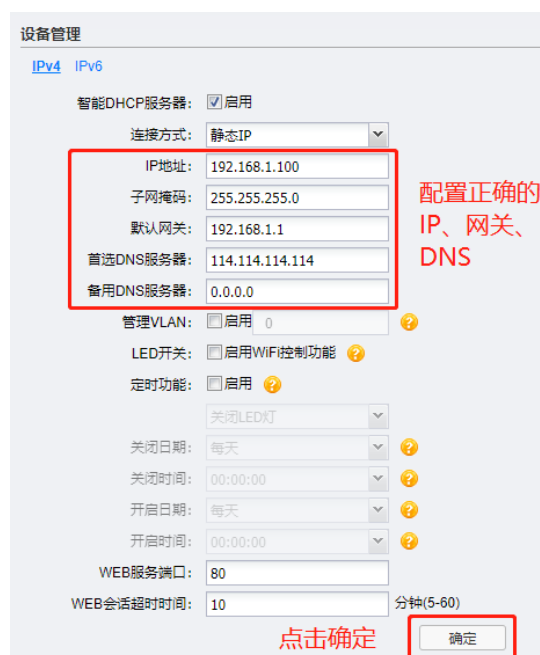 设备管理
IPv4 IPv6
智能DHCP服务器: 启用
连接方式: 静态IP
IP地址: 192.168.1.100
子网掩码: 255.255.255.0
默认网关: 192.168.1.1
首选DNS服务器: 114.114.114.114
备用DNS服务器: 0.0.0.0
配置正确的
IP、网关、
DNS
管理VLAN: 启用 0
LED开关: 启用WiFi控制功能
定时功能: 启用
关闭LED灯
关闭日期: 每天
关闭时间: 00:00:00
开启日期: 每天
开启时间: 00:00:00
WEB服务端口: 80
WEB会话超时时间: 10 分钟(5-60)
点击确定 确定